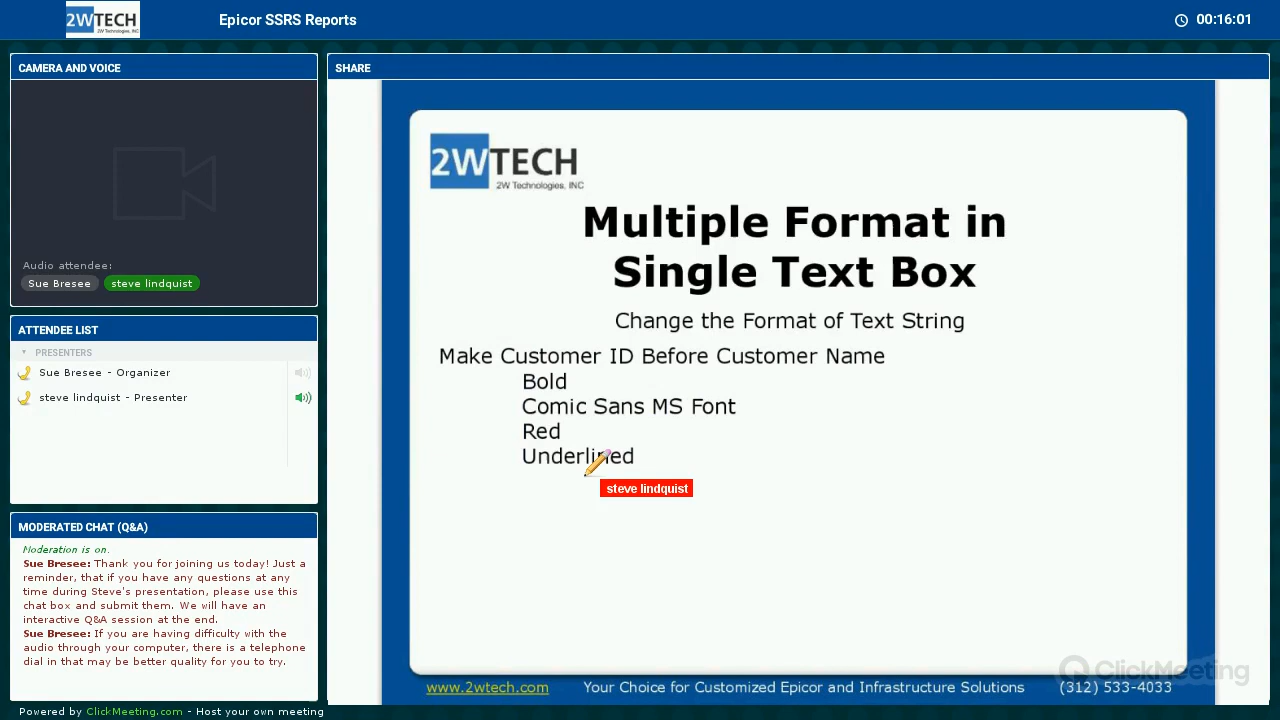 2WTECH
2W Technologies, INC
Epicor SSRS Reports
00:16:01
CAMERA AND VOICE
Audio attendee:
Sue Bresee
steve lindquist
ATTENDEE LIST
PRESENTERS
Sue Bresee - Organizer
steve lindquist - Presenter
MODERATED CHAT (Q&A)
Moderation is on.
Sue Bresee: Thank you for joining us today! Just a
reminder, that if you have any questions at any
time during Steve's presentation, please use this
chat box and submit them. We will have an
interactive Q&A session at the end.
Sue Bresee: If you are having difficulty with the
audio through your computer, there is a telephone
dial in that may be better quality for you to try.
Powered by ClickMeeting.com - Host your own meeting
SHARE
2WTECH
2W Technologies, INC
Multiple Format in
Single Text Box
Change the Format of Text String
Make Customer ID Before Customer Name
Bold
Comic Sans MS Font
Red
Underlined
steve lindquist
ClickMeeting
www.2wtech.com Your Choice for Customized Epicor and Infrastructure Solutions (312) 533-4033